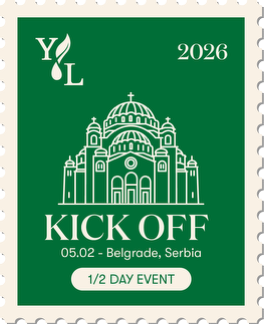 YL
2026
KICK OFF
05.02 - Belgrade, Serbia
1/2 DAY EVENT